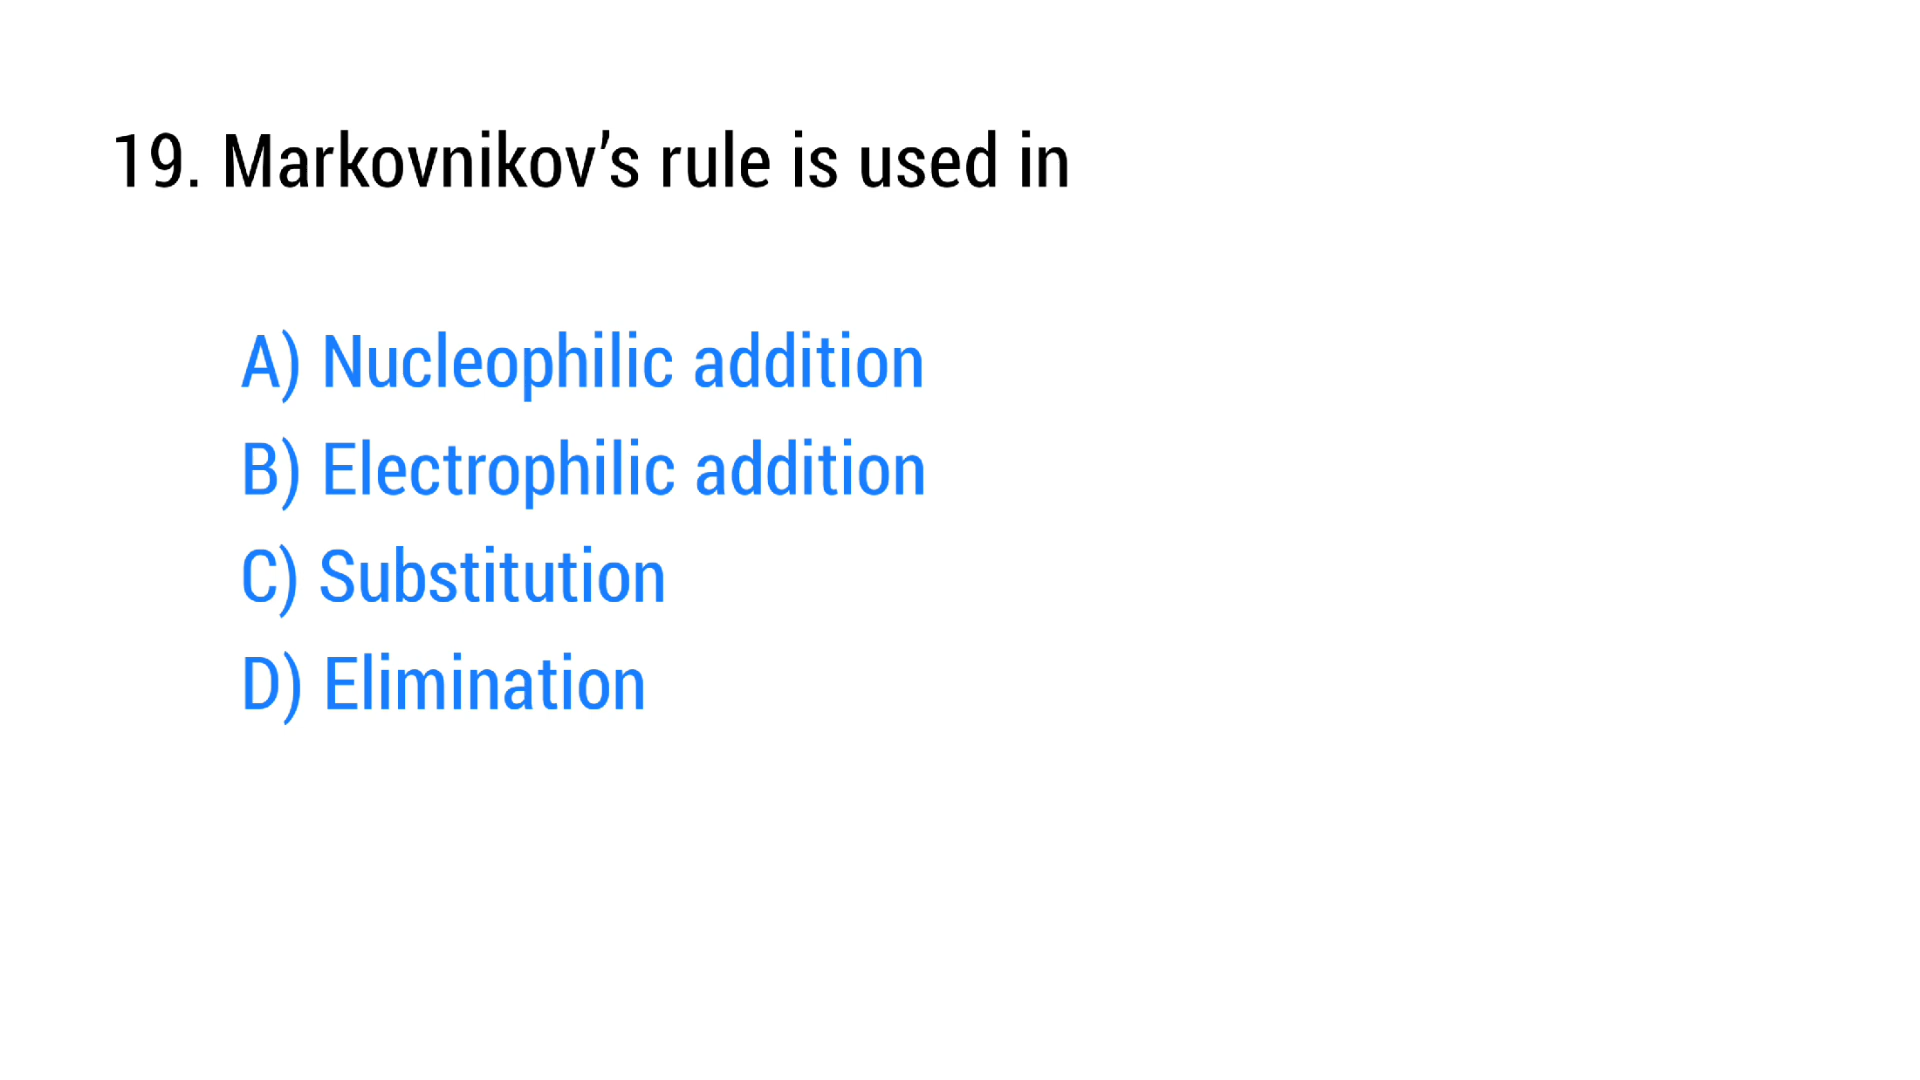 19. Markovnikov’s rule is used in
A) Nucleophilic addition
B) Electrophilic addition
C) Substitution
D) Elimination